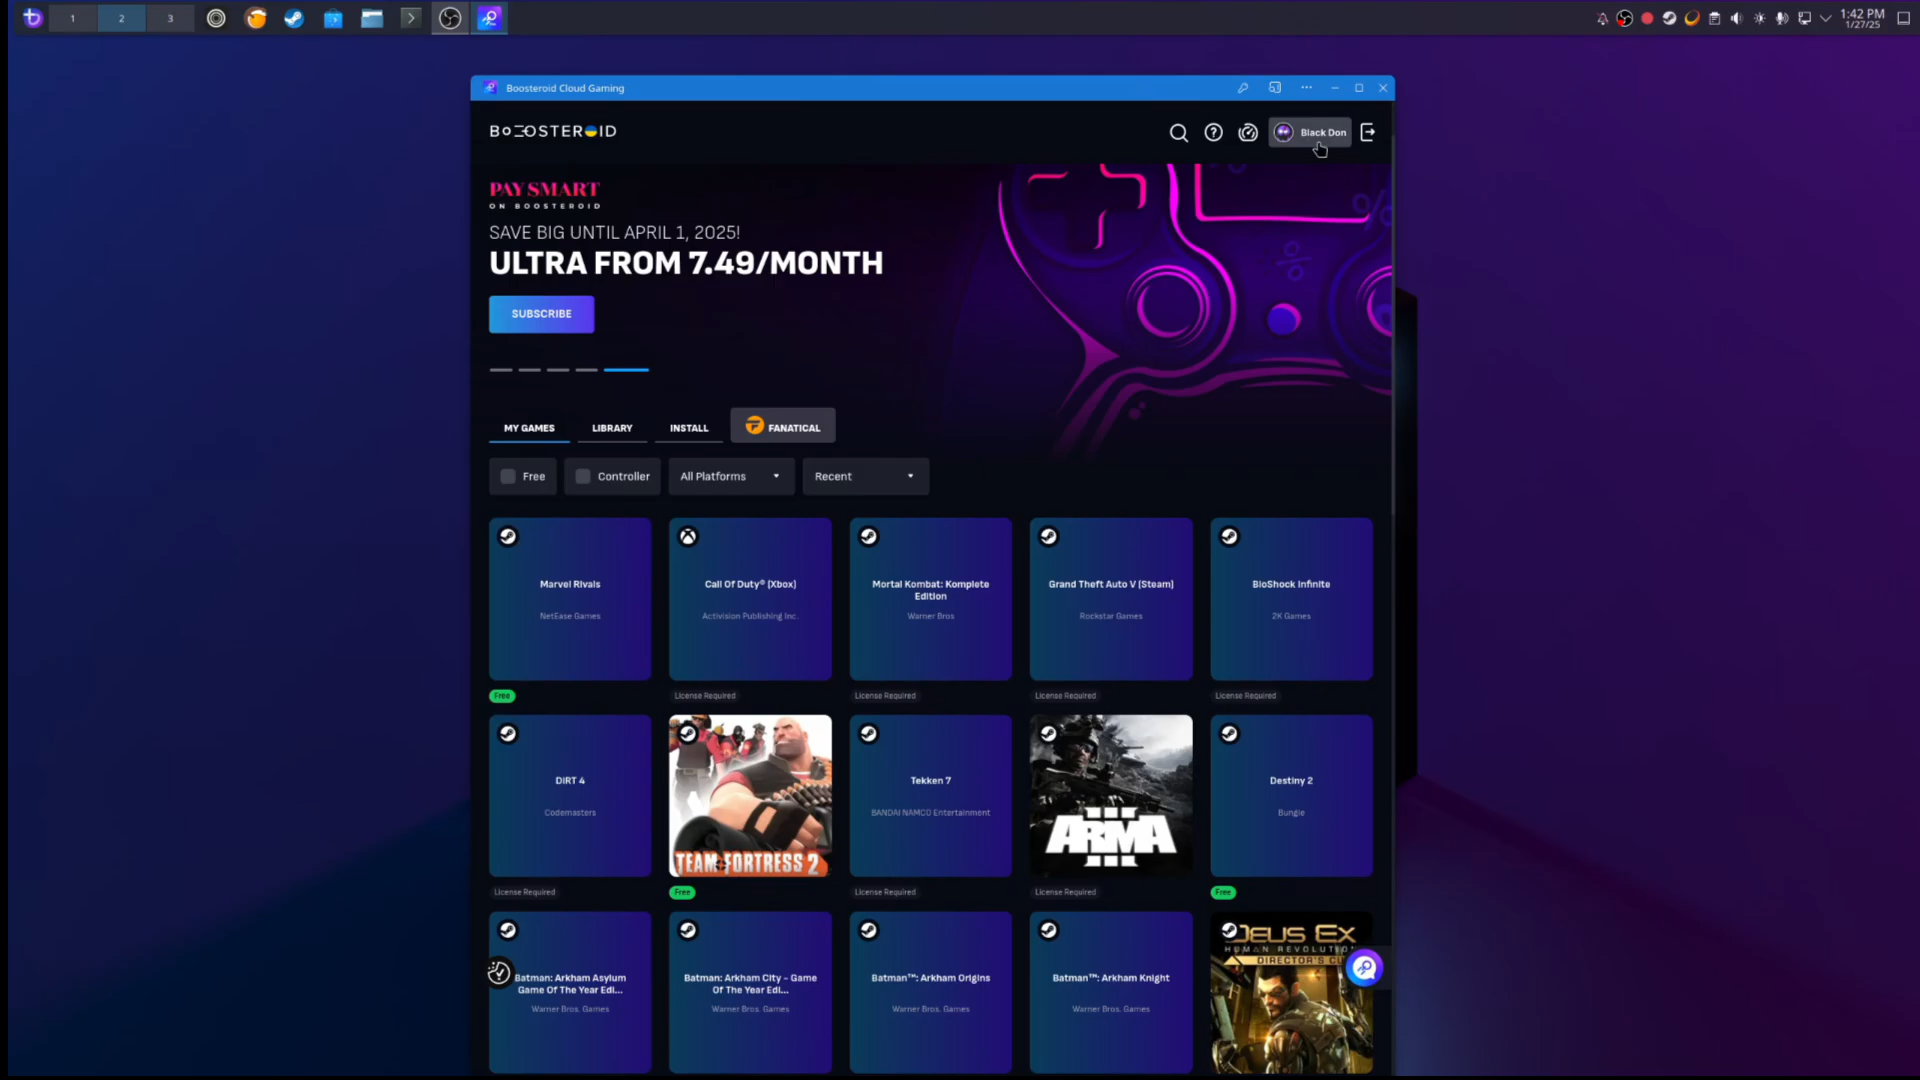 1
2
3
1:42 PM
1/27/25
Boosteroid Cloud Gaming
BOOSTEROID
Black Don
PAY SMART
ON BOOSTEROID
SAVE BIG UNTIL APRIL 1, 2025!
ULTRA FROM 7.49/MONTH
SUBSCRIBE
MY GAMES
LIBRARY
INSTALL
FANATICAL
Free
Controller
All Platforms
Recent
Marvel Rivals
NetEase Games
Free
Call Of Duty® (Xbox)
Activision Publishing Inc.
License Required
Mortal Kombat: Komplete
Edition
Warner Bros
License Required
Grand Theft Auto V (Steam)
Rockstar Games
License Required
BioShock Infinite
2K Games
License Required
DIRT 4
Codemasters
License Required
TEAM FORTRESS 2
Free
Tekken 7
BANDAI NAMCO Entertainment
License Required
ARMA
III
License Required
Destiny 2
Bungie
Free
Batman: Arkham Asylum
Game Of The Year Edi...
Warner Bros. Games
Batman: Arkham City - Game
Of The Year Edi...
Warner Bros. Games
Batman™: Arkham Origins
Warner Bros. Games
Batman™: Arkham Knight
Warner Bros. Games
DEUS EX
HUMAN REVOLUTION
DIRECTOR'S CU